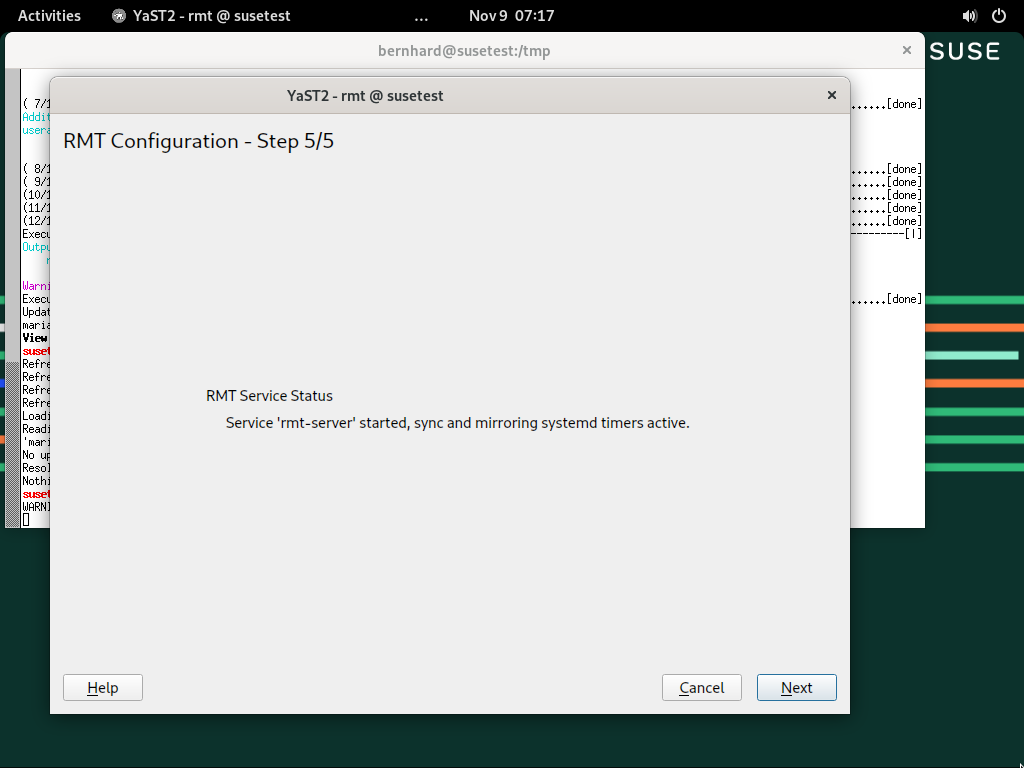 Activities
YaST2 - rmt @ susetest
...
Nov 9 07:17
bernhard@susetest:/tmp
SUSE
YaST2 - rmt @ susetest
RMT Configuration - Step 5/5
( 7/1
......[done]
Addit
usera
( 8/1
......[done]
( 9/1
......[done]
(10/1
......[done]
(11/1
......[done]
(12/1
......[done]
Execu
---------[|]
Outpu
Warni
Execu
......[done]
Updat
maria
View
suset
Refre
Refre
Refre
Refre
Loadi
Readi
'mari
No up
Resol
Nothi
suset
WARNI
RMT Service Status
Service 'rmt-server' started, sync and mirroring systemd timers active.
Help
Cancel
Next